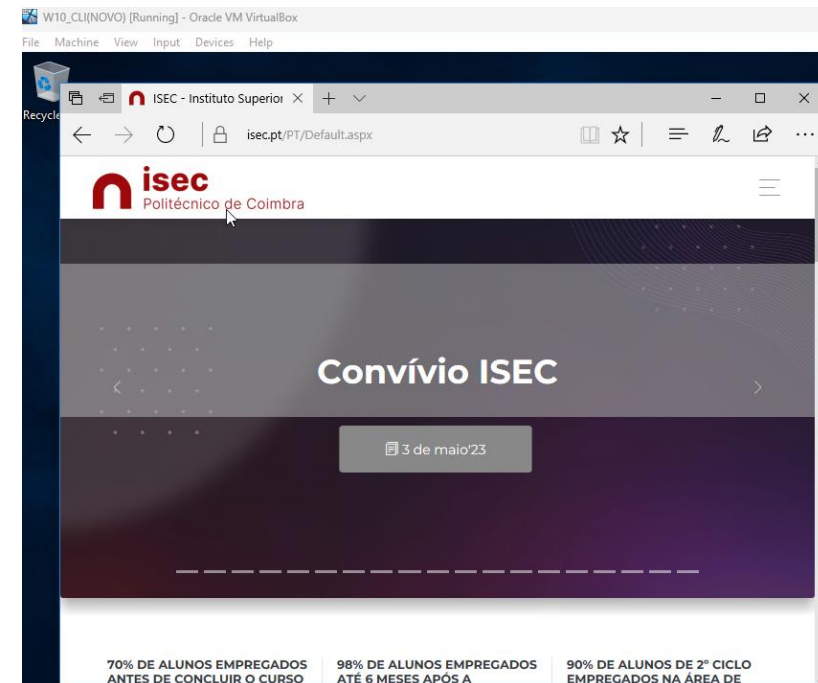 W10_CLI(NOVO) [Running] - Oracle VM VirtualBox
File Machine View Input Devices Help
ISEC - Instituto Superior
Recycle
isec.pt/PT/Default.aspx
isec
Politécnico de Coimbra
Convívio ISEC
3 de maio'23
70% DE ALUNOS EMPREGADOS
ANTES DE CONCLUIR O CURSO
98% DE ALUNOS EMPREGADOS
ATÉ 6 MESES APÓS A
90% DE ALUNOS DE 2º CICLO
EMPREGADOS NA ÁREA DE